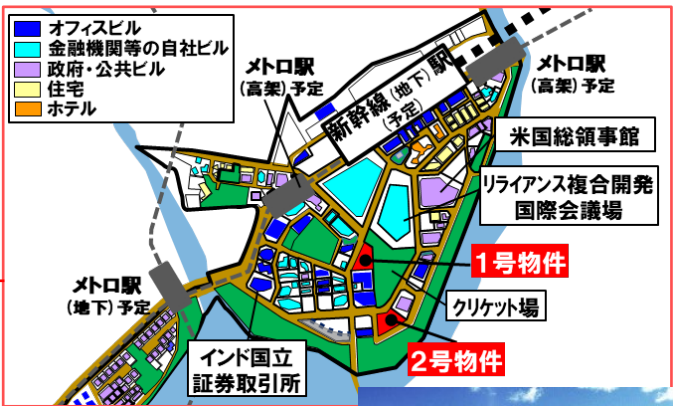 オフィスビル
金融機関等の自社ビル
政府・公共ビル
住宅
ホテル
メトロ駅
(高架)予定
新幹線(地下)駅
(予定)
メトロ駅
(高架)予定
米国総領事館
リライアンス複合開発
国際会議場
1号物件
クリケット場
メトロ駅
(地下)予定
2号物件
インド国立
証券取引所